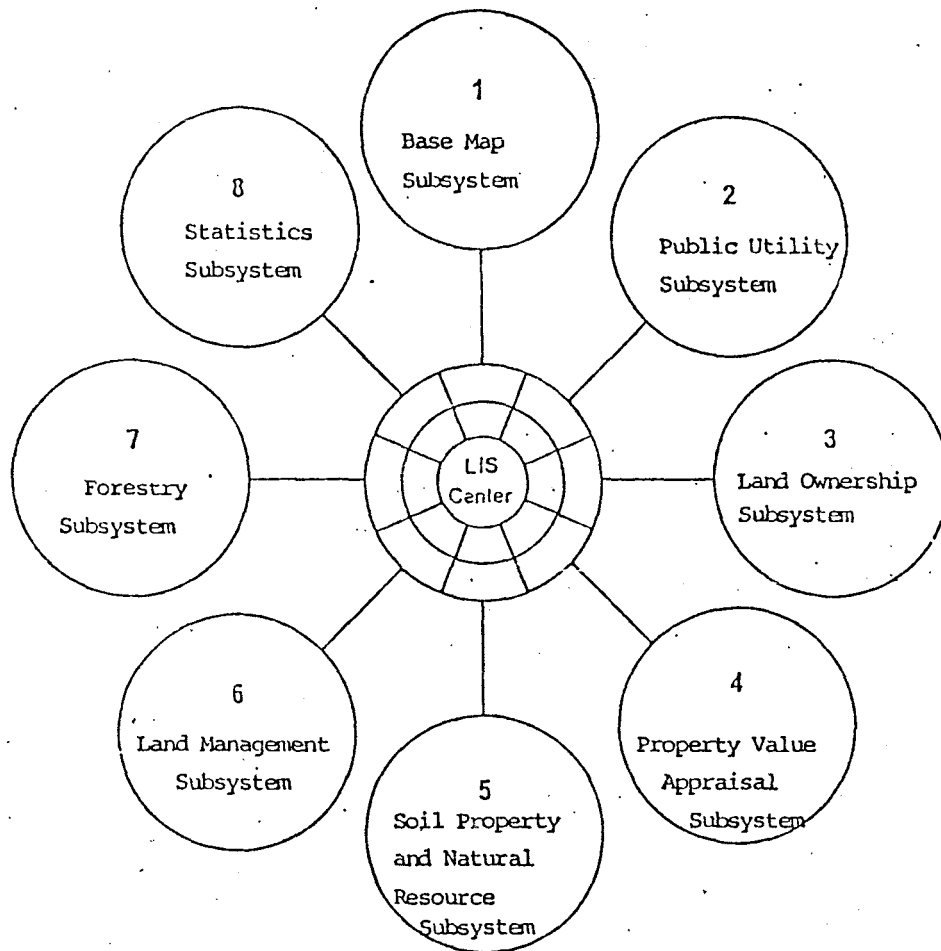 1
Base Map
Subsystem
2
Public Utility
Subsystem
3
Land Ownership
Subsystem
4
Property Value
Appraisal
Subsystem
5
Soil Property
and Natural
Resource
Subsystem
6
Land Management
Subsystem
7
Forestry
Subsystem
8
Statistics
Subsystem
LIS
Center